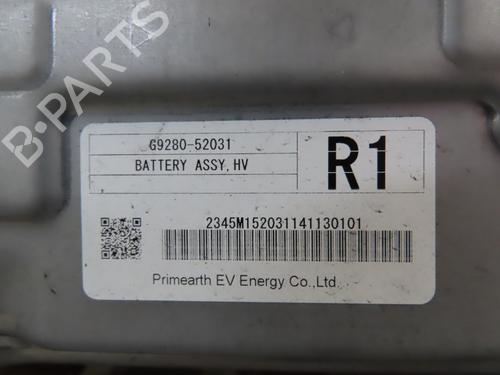 B-PARTS
G9280-52031
BATTERY ASSY,HV
R1
2345M152031141130101
Primearth EV Energy Co.,Ltd.